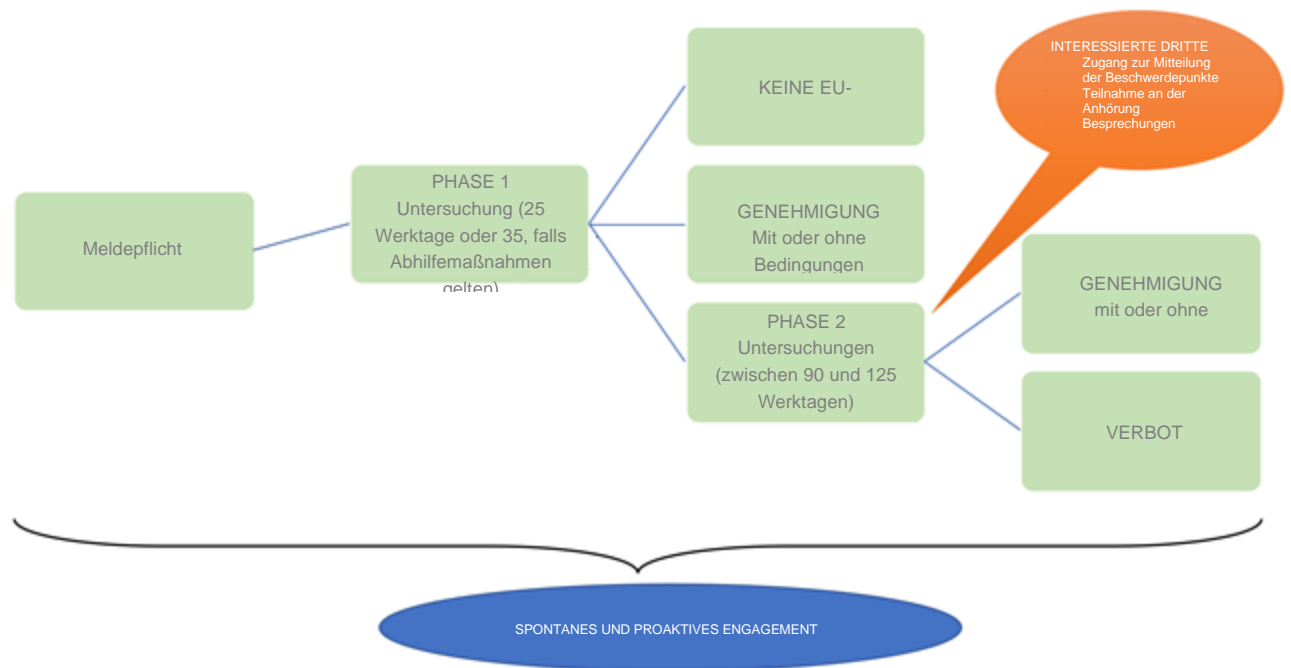 Meldepflicht
PHASE 1
Untersuchung (25
Werktage oder 35, falls
Abhilfemaßnahmen
gelten)
KEINE EU-
GENEHMIGUNG
Mit oder ohne
Bedingungen
PHASE 2
Untersuchungen
(zwischen 90 und 125
Werktagen)
INTERESSIERTE DRITTE
Zugang zur Mitteilung
der Beschwerdepunkte
Teilnahme an der
Anhörung
Besprechungen
GENEHMIGUNG
mit oder ohne
VERBOT
SPONTANES UND PROAKTIVES ENGAGEMENT